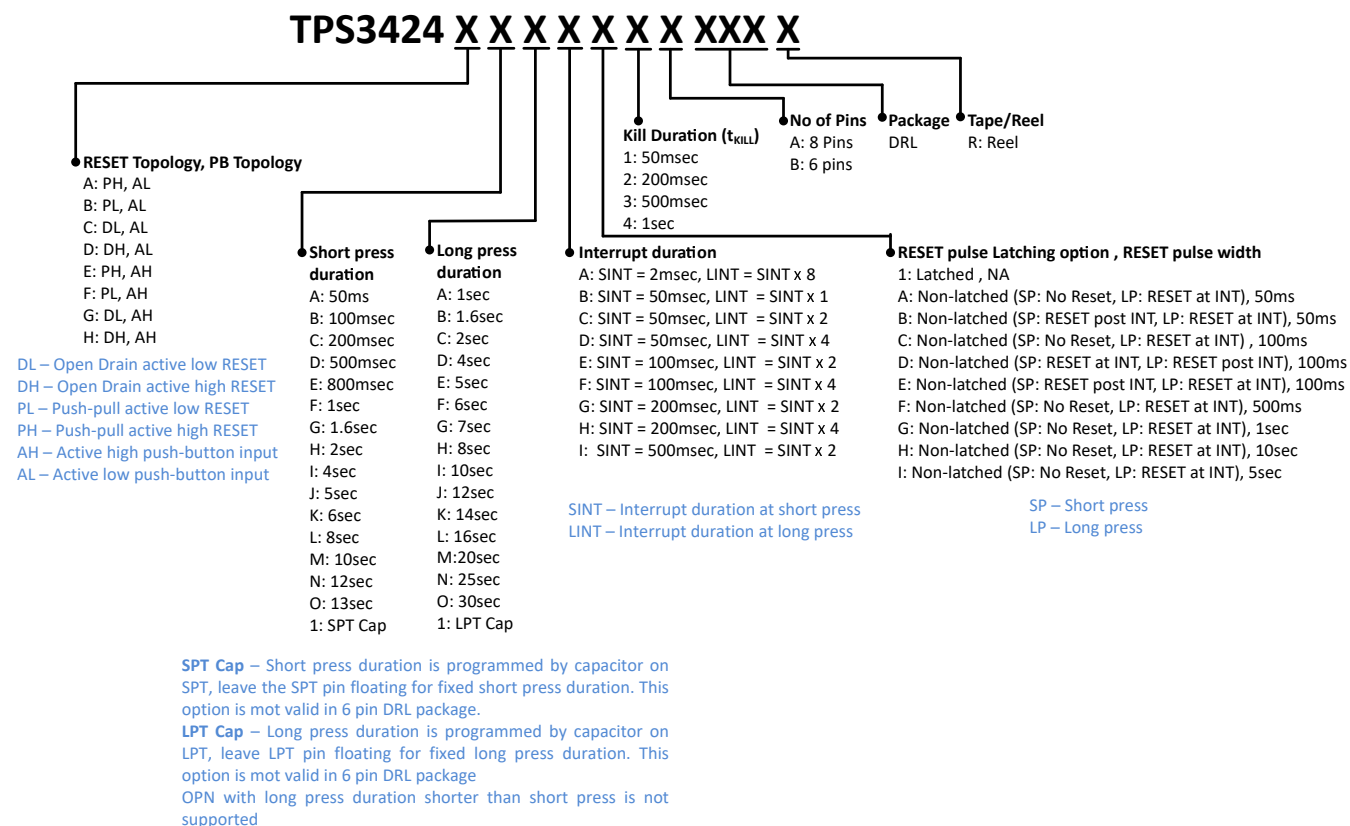 TPS3424 X X X X X X X XXX X
No of Pins
A: 8 Pins
B: 6 pins
Package
DRL
Tape/Reel
R: Reel
Kill Duration (tKILL)
1: 50msec
2: 200msec
3: 500msec
4: 1sec
RESET Topology, PB Topology
A: PH, AL
B: PL, AL
C: DL, AL
D: DH, AL
E: PH, AH
F: PL, AH
G: DL, AH
H: DH, AH
DL – Open Drain active low RESET
DH – Open Drain active high RESET
PL – Push-pull active low RESET
PH – Push-pull active high RESET
AH – Active high push-button input
AL – Active low push-button input
Short press
duration
A: 50ms
B: 100msec
C: 200msec
D: 500msec
E: 800msec
F: 1sec
G: 1.6sec
H: 2sec
I: 4sec
J: 5sec
K: 6sec
L: 8sec
M: 10sec
N: 12sec
O: 13sec
1: SPT Cap
Long press
duration
A: 1sec
B: 1.6sec
C: 2sec
D: 4sec
E: 5sec
F: 6sec
G: 7sec
H: 8sec
I: 10sec
J: 12sec
K: 14sec
L: 16sec
M:20sec
N: 25sec
O: 30sec
1: LPT Cap
Interrupt duration
A: SINT = 2msec, LINT = SINT x 8
B: SINT = 50msec, LINT = SINT x 1
C: SINT = 50msec, LINT = SINT x 2
D: SINT = 50msec, LINT = SINT x 4
E: SINT = 100msec, LINT = SINT x 2
F: SINT = 100msec, LINT = SINT x 4
G: SINT = 200msec, LINT = SINT x 2
H: SINT = 200msec, LINT = SINT x 4
I: SINT = 500msec, LINT = SINT x 2
SINT – Interrupt duration at short press
LINT – Interrupt duration at long press
RESET pulse Latching option , RESET pulse width
1: Latched , NA
A: Non-latched (SP: No Reset, LP: RESET at INT), 50ms
B: Non-latched (SP: RESET post INT, LP: RESET at INT), 50ms
C: Non-latched (SP: No Reset, LP: RESET at INT) , 100ms
D: Non-latched (SP: RESET at INT, LP: RESET post INT), 100ms
E: Non-latched (SP: RESET post INT, LP: RESET at INT), 100ms
F: Non-latched (SP: No Reset, LP: RESET at INT), 500ms
G: Non-latched (SP: No Reset, LP: RESET at INT), 1sec
H: Non-latched (SP: No Reset, LP: RESET at INT), 10sec
I: Non-latched (SP: No Reset, LP: RESET at INT), 5sec
SP – Short press
LP – Long press
SPT Cap – Short press duration is programmed by capacitor on
SPT, leave the SPT pin floating for fixed short press duration. This
option is mot valid in 6 pin DRL package.
LPT Cap – Long press duration is programmed by capacitor on
LPT, leave LPT pin floating for fixed long press duration. This
option is mot valid in 6 pin DRL package
OPN with long press duration shorter than short press is not
supported